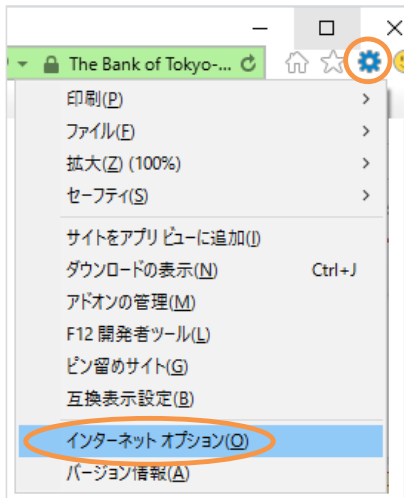 The Bank of Tokyo-...
印刷(P)
ファイル(F)
拡大(Z) (100%)
セーフティ(S)
サイトをアプリ ビューに追加(I)
ダウンロードの表示(N) Ctrl+J
アドオンの管理(M)
F12 開発者ツール(L)
ピン留めサイト(G)
互換表示設定(B)
インターネット オプション(O)
バージョン情報(A)